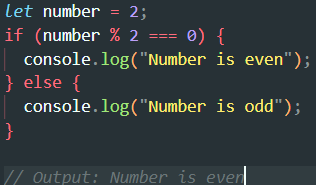 let number = 2;
if (number % 2 === 0) {
  console.log("Number is even");
} else {
  console.log("Number is odd");
}

// Output: Number is even